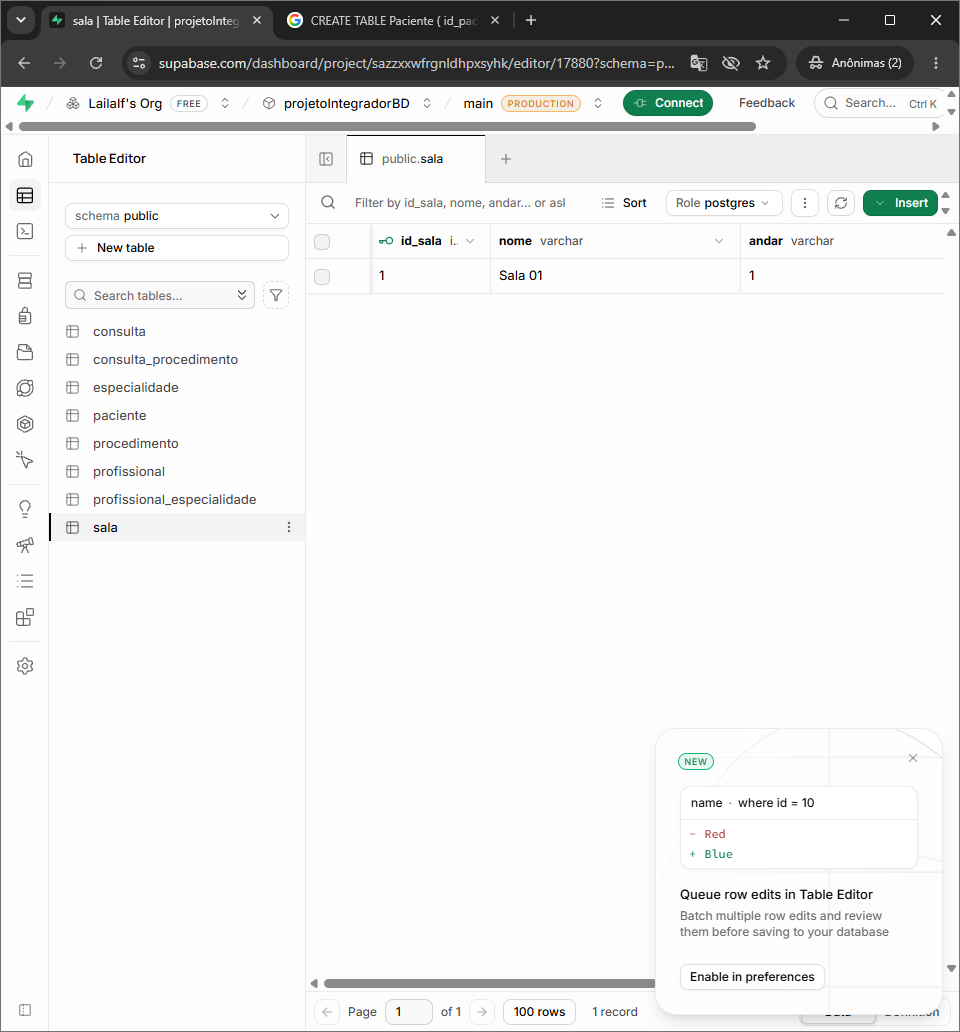 sala | Table Editor | projetoInteg
CREATE TABLE Paciente ( id_pac
supabase.com/dashboard/project/sazzxxwfrgnldhpxsyhk/editor/17880?schema=p...
Anônimas (2)
Lailalf's Org FREE
projetoIntegradorBD
main PRODUCTION
Connect
Feedback
Search... Ctrl K
Table Editor
public.sala
schema public
Filter by id_sala, nome, andar... or asl
Sort
Role postgres
Insert
New table
id_sala i..
nome varchar
andar varchar
1
Sala 01
1
Search tables...
consulta
consulta_procedimento
especialidade
paciente
procedimento
profissional
profissional_especialidade
sala
NEW
name · where id = 10
- Red
+ Blue
Queue row edits in Table Editor
Batch multiple row edits and review
them before saving to your database
Enable in preferences
Page 1 of 1
100 rows
1 record
Data
Definition